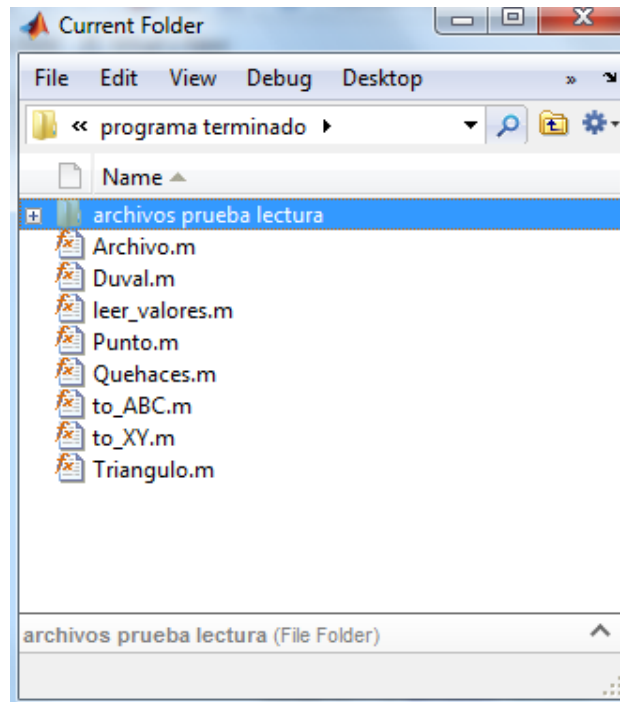 Current Folder
File Edit View Debug Desktop »
« programa terminado
Name
archivos prueba lectura
Archivo.m
Duval.m
leer_valores.m
Punto.m
Quehaces.m
to_ABC.m
to_XY.m
Triangulo.m
archivos prueba lectura (File Folder)